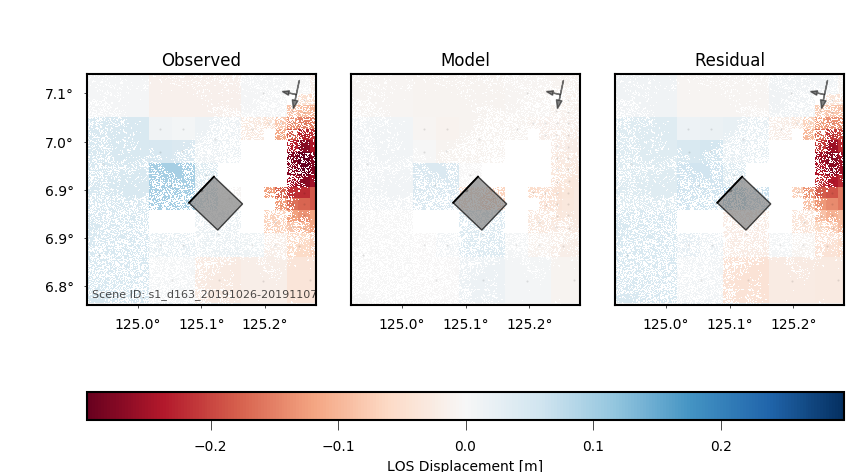 Observed Model Residual
7.1°
7.0°
6.9°
6.9°
6.8°
Scene ID: s1_d163_20191026-20191107
125.0° 125.1° 125.2° 125.0° 125.1° 125.2° 125.0° 125.1° 125.2°
−0.2 −0.1 0.0 0.1 0.2
LOS Displacement [m]